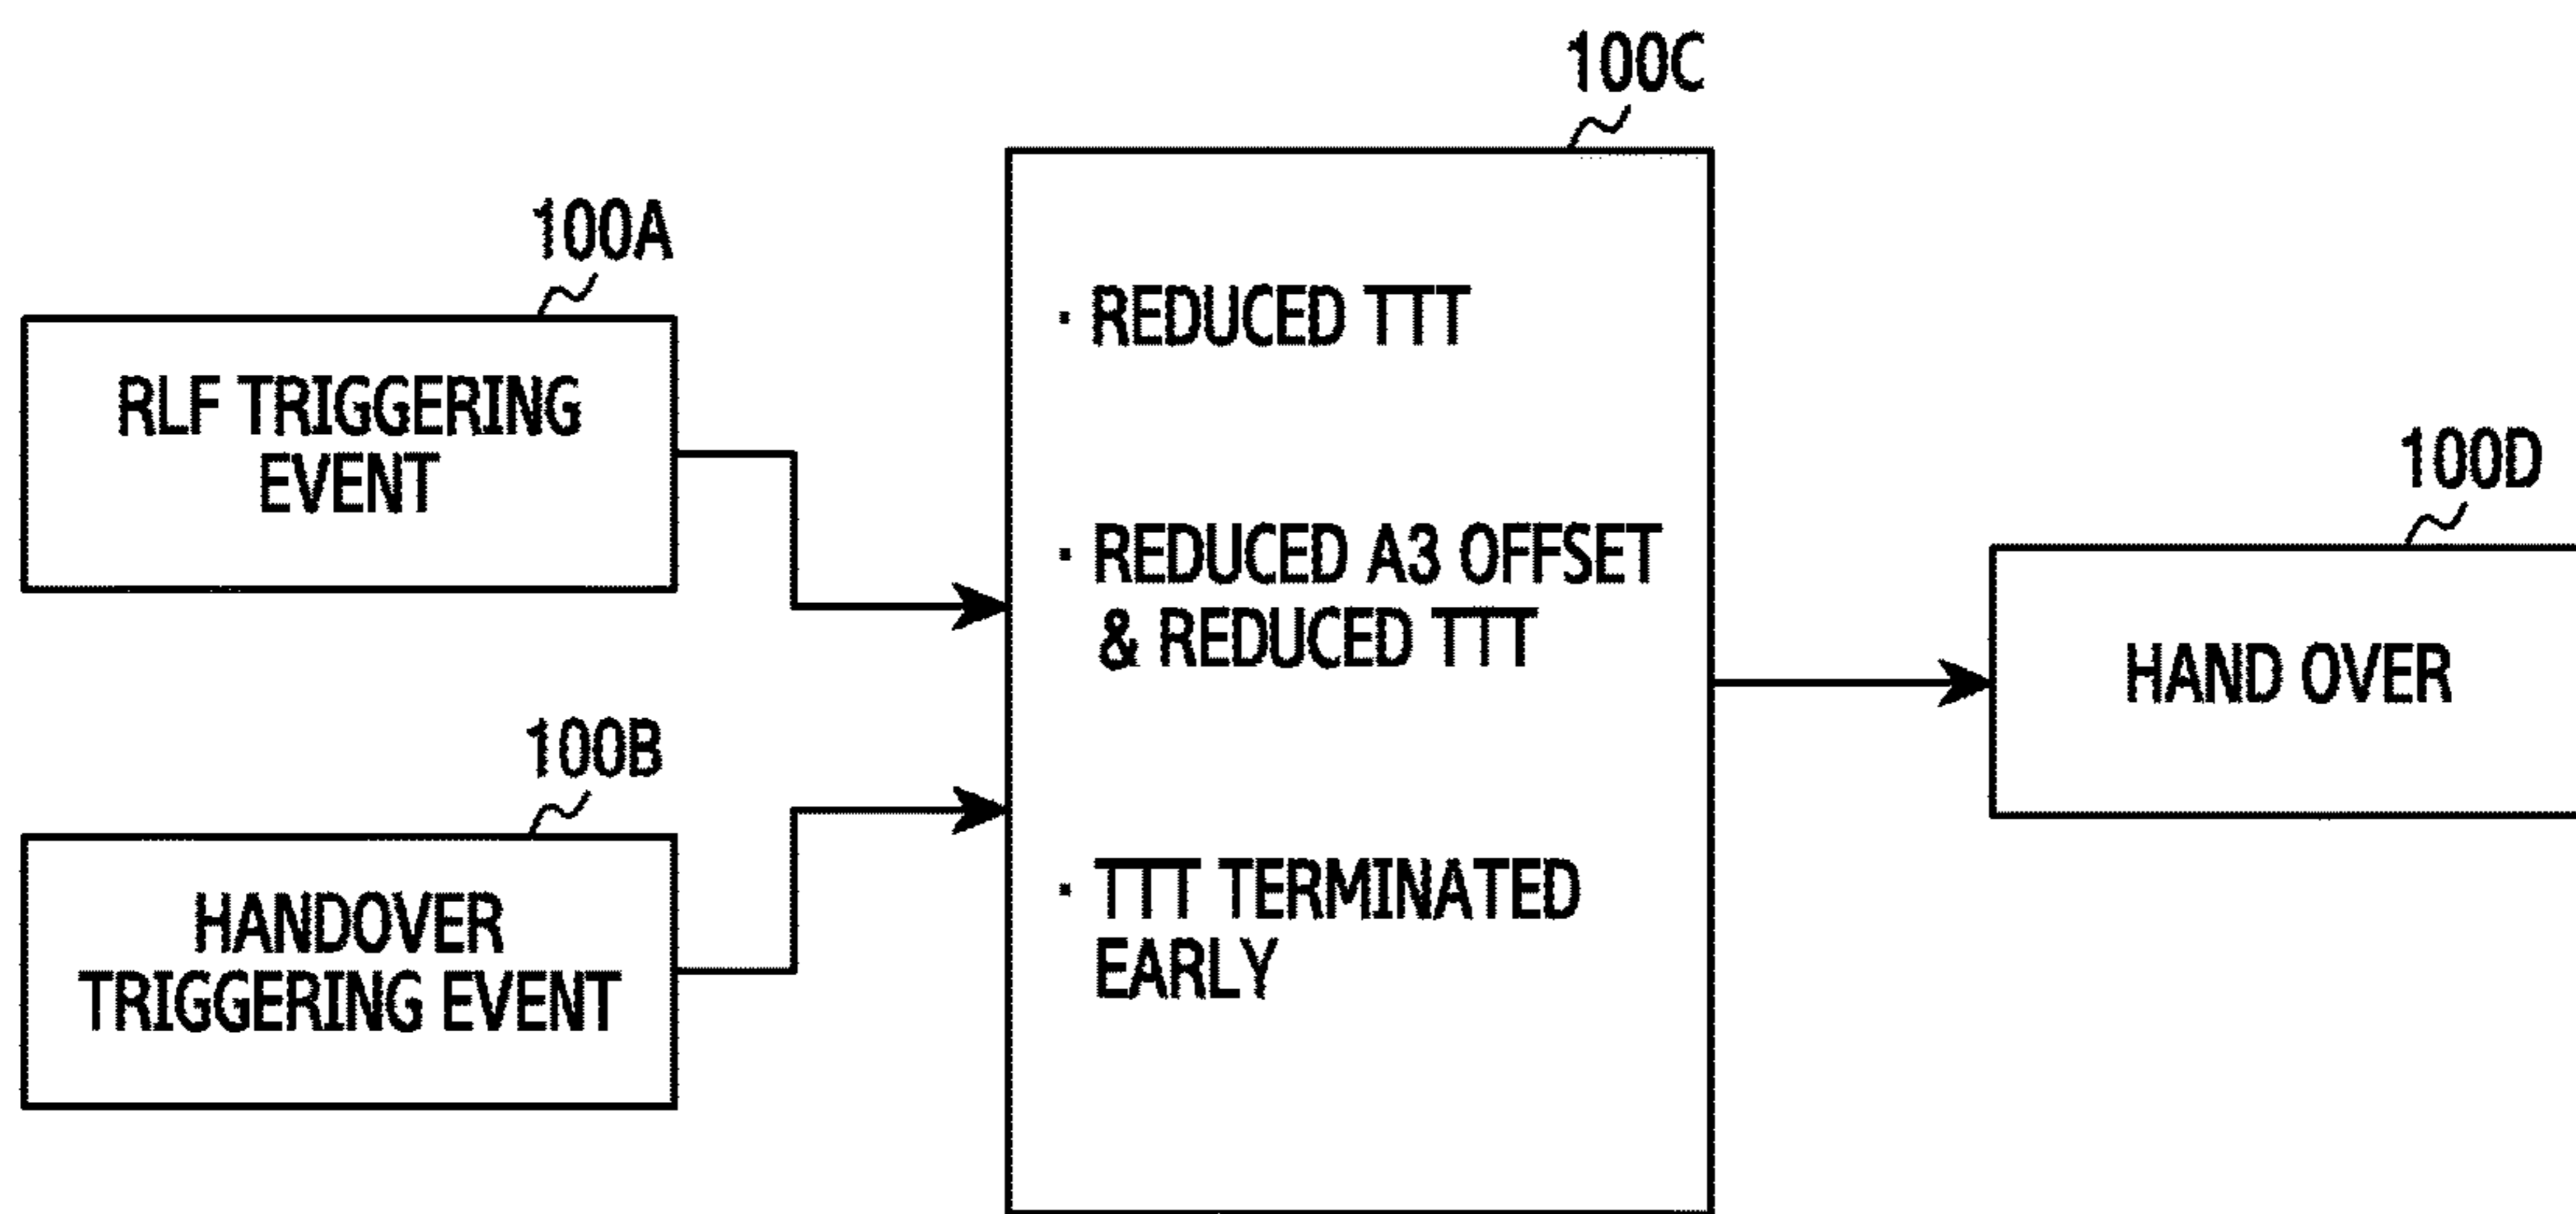 100A
RLF TRIGGERING
EVENT
100B
HANDOVER
TRIGGERING EVENT
100C
· REDUCED TTT
· REDUCED A3 OFFSET
& REDUCED TTT
· TTT TERMINATED
EARLY
100D
HAND OVER